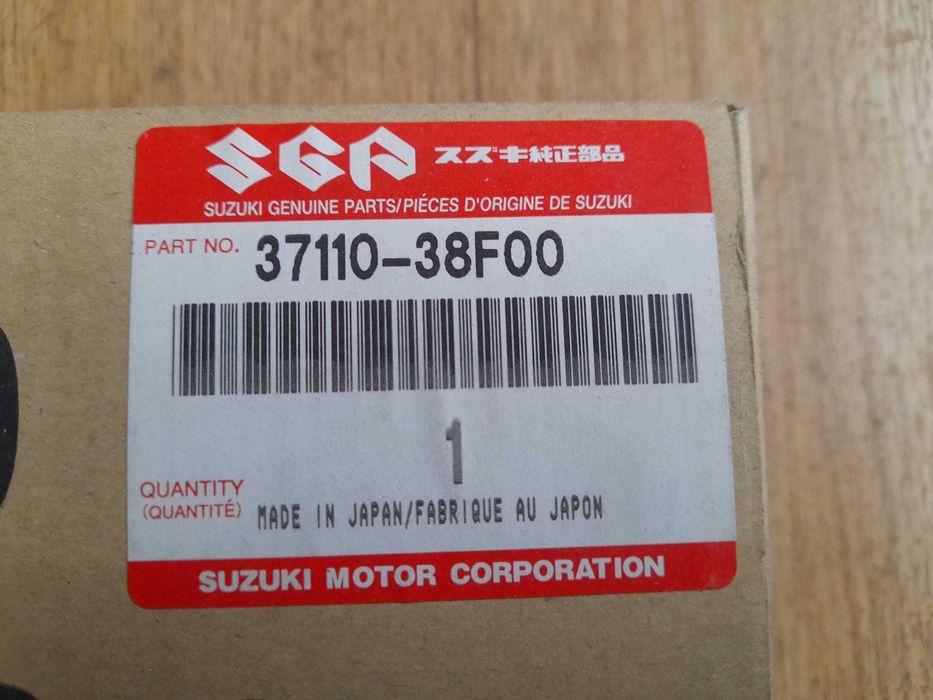 SGP スズキ純正部品
SUZUKI GENUINE PARTS/PIÉCES D'ORIGINE DE SUZUKI
PART NO. 37110-38F00
1
QUANTITY
(QUANTITÉ) MADE IN JAPAN/FABRIQUE AU JAPON
SUZUKI MOTOR CORPORATION